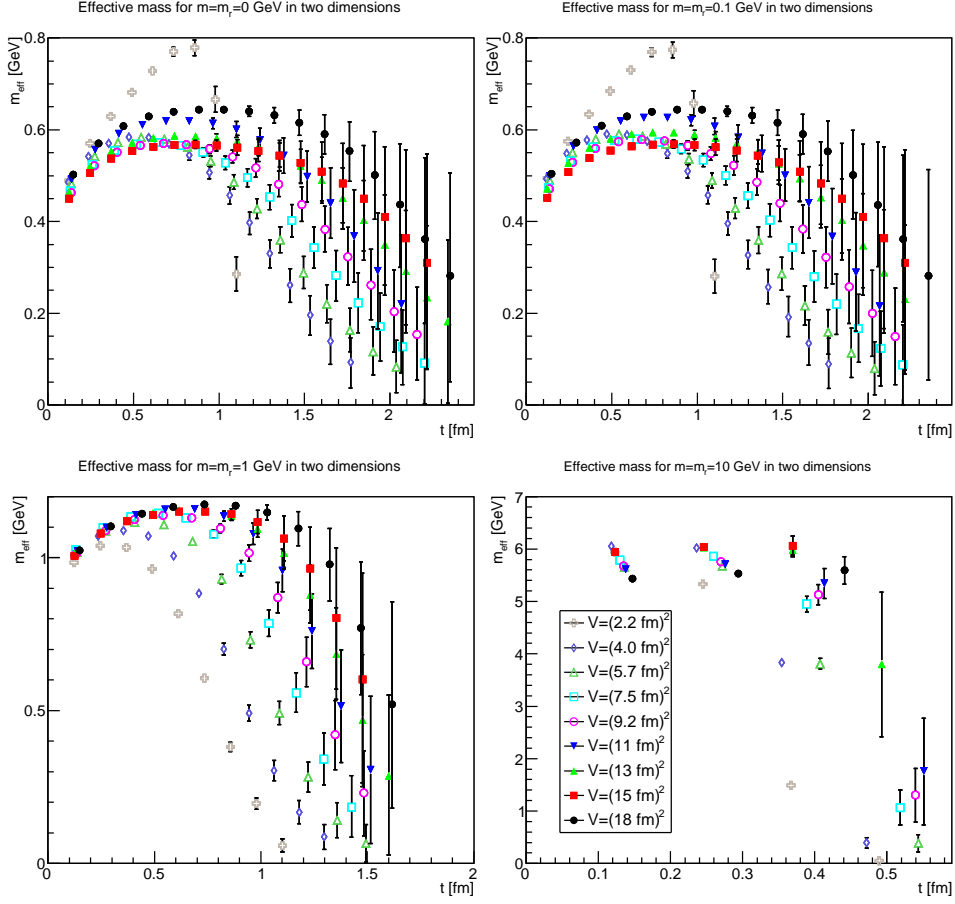 Effective mass for m=m_r=0 GeV in two dimensions
m_eff [GeV]
0.8
0.6
0.4
0.2
0
0 0.5 1 1.5 2
t [fm]
Effective mass for m=m_r=0.1 GeV in two dimensions
m_eff [GeV]
0.8
0.6
0.4
0.2
0
0 0.5 1 1.5 2
t [fm]
Effective mass for m=m_r=1 GeV in two dimensions
m_eff [GeV]
1
0.5
0
0 0.5 1 1.5 2
t [fm]
Effective mass for m=m_r=10 GeV in two dimensions
m_eff [GeV]
7
6
5
4
3
2
1
0
0 0.1 0.2 0.3 0.4 0.5
t [fm]
V=(2.2 fm)²
V=(4.0 fm)²
V=(5.7 fm)²
V=(7.5 fm)²
V=(9.2 fm)²
V=(11 fm)²
V=(13 fm)²
V=(15 fm)²
V=(18 fm)²